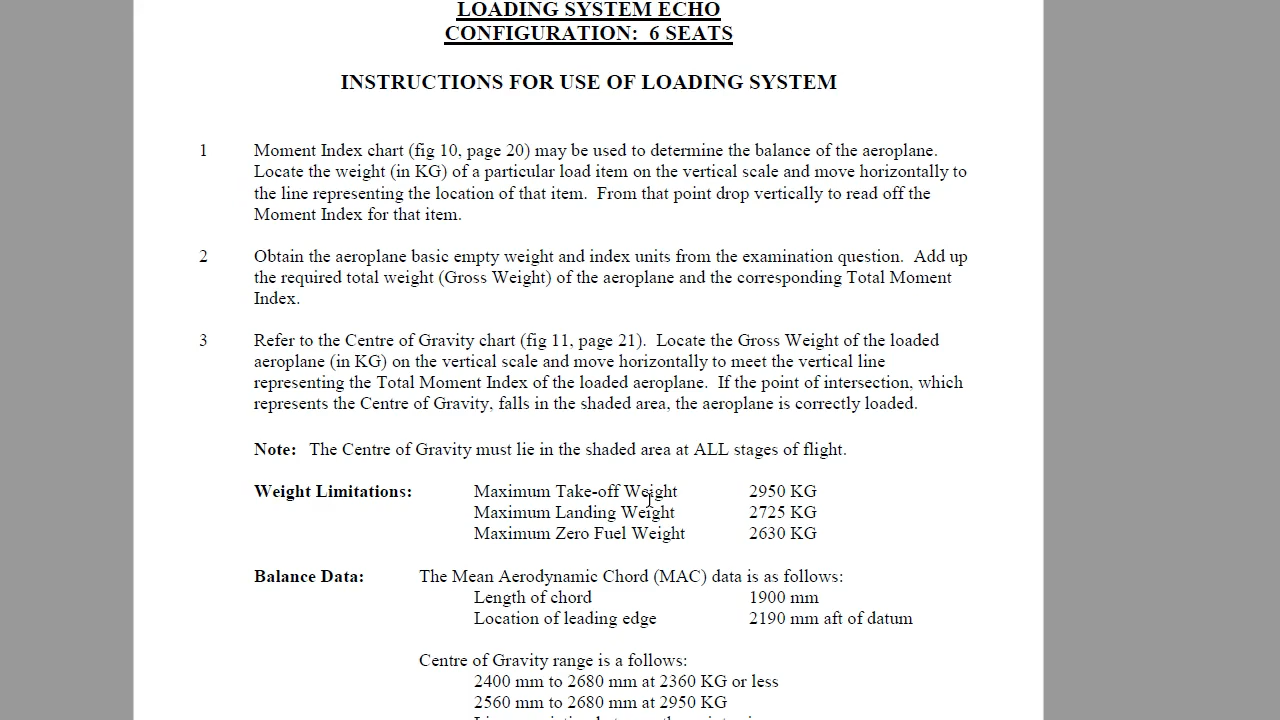 LOADING SYSTEM ECHO
CONFIGURATION: 6 SEATS
INSTRUCTIONS FOR USE OF LOADING SYSTEM
1 Moment Index chart (fig 10, page 20) may be used to determine the balance of the aeroplane.
Locate the weight (in KG) of a particular load item on the vertical scale and move horizontally to
the line representing the location of that item. From that point drop vertically to read off the
Moment Index for that item.
2 Obtain the aeroplane basic empty weight and index units from the examination question. Add up
the required total weight (Gross Weight) of the aeroplane and the corresponding Total Moment
Index.
3 Refer to the Centre of Gravity chart (fig 11, page 21). Locate the Gross Weight of the loaded
aeroplane (in KG) on the vertical scale and move horizontally to meet the vertical line
representing the Total Moment Index of the loaded aeroplane. If the point of intersection, which
represents the Centre of Gravity, falls in the shaded area, the aeroplane is correctly loaded.
Note: The Centre of Gravity must lie in the shaded area at ALL stages of flight.
Weight Limitations: Maximum Take-off Weight 2950 KG
Maximum Landing Weight 2725 KG
Maximum Zero Fuel Weight 2630 KG
Balance Data: The Mean Aerodynamic Chord (MAC) data is as follows:
Length of chord 1900 mm
Location of leading edge 2190 mm aft of datum
Centre of Gravity range is a follows:
2400 mm to 2680 mm at 2360 KG or less
2560 mm to 2680 mm at 2950 KG